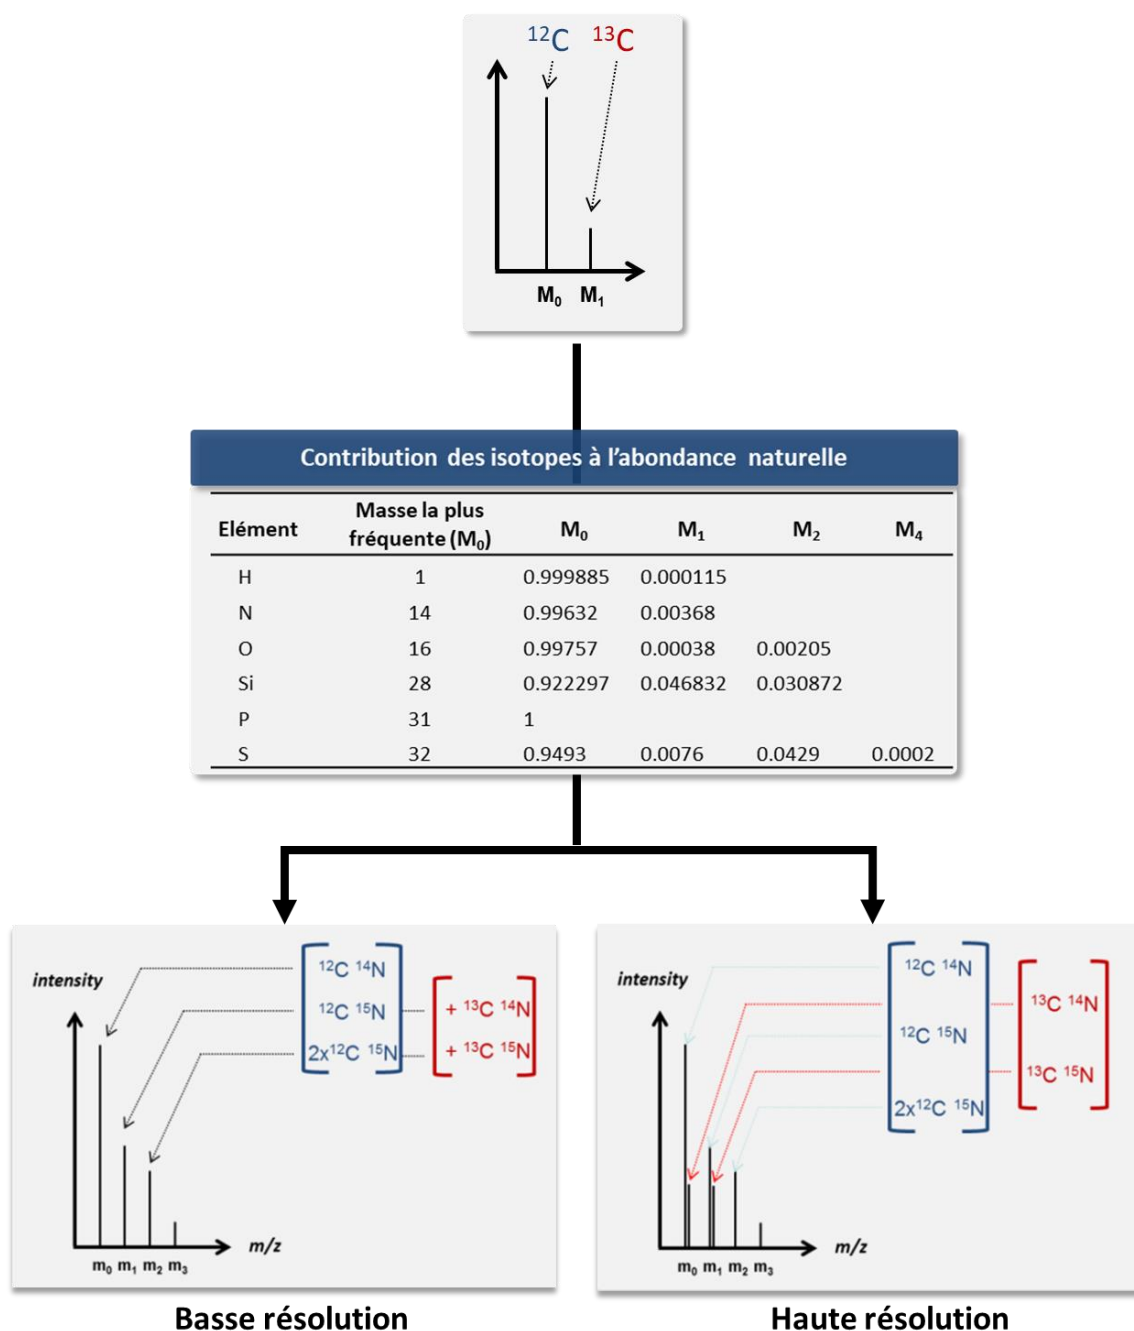 ¹²C ¹³C
M₀ M₁
Contribution des isotopes à l’abondance naturelle
Elément Masse la plus fréquente (M₀) M₀ M₁ M₂ M₄
H 1 0.999885 0.000115
N 14 0.99632 0.00368
O 16 0.99757 0.00038 0.00205
Si 28 0.922297 0.046832 0.030872
P 31 1
S 32 0.9493 0.0076 0.0429 0.0002
intensity
¹²C ¹⁴N
¹²C ¹⁵N + ¹³C ¹⁴N
2x¹²C ¹⁵N + ¹³C ¹⁵N
m/z
m₀ m₁ m₂ m₃
Basse résolution
intensity
¹²C ¹⁴N
¹³C ¹⁴N
¹²C ¹⁵N
¹³C ¹⁵N
2x¹²C ¹⁵N
m/z
m₀ m₁ m₂ m₃
Haute résolution